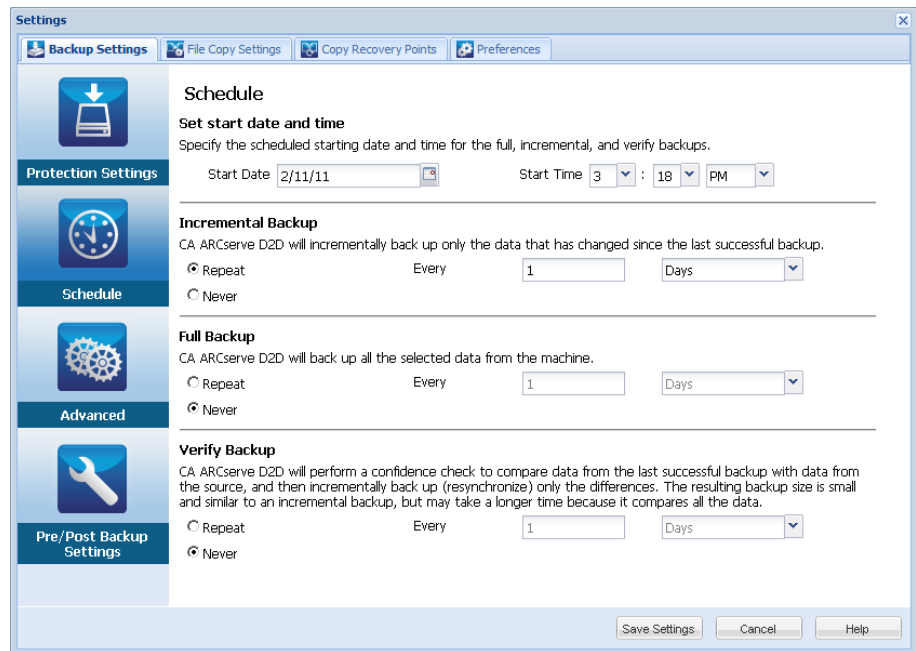 Settings
Backup Settings
File Copy Settings
Copy Recovery Points
Preferences
Protection Settings
Schedule
Advanced
Pre/Post Backup
Settings
Schedule
Set start date and time
Specify the scheduled starting date and time for the full, incremental, and verify backups.
Start Date 2/11/11 Start Time 3 : 18 PM
Incremental Backup
CA ARCserve D2D will incrementally back up only the data that has changed since the last successful backup.
Repeat Every 1 Days
Never
Full Backup
CA ARCserve D2D will back up all the selected data from the machine.
Repeat Every 1 Days
Never
Verify Backup
CA ARCserve D2D will perform a confidence check to compare data from the last successful backup with data from
the source, and then incrementally back up (resynchronize) only the differences. The resulting backup size is small
and similar to an incremental backup, but may take a longer time because it compares all the data.
Repeat Every 1 Days
Never
Save Settings Cancel Help